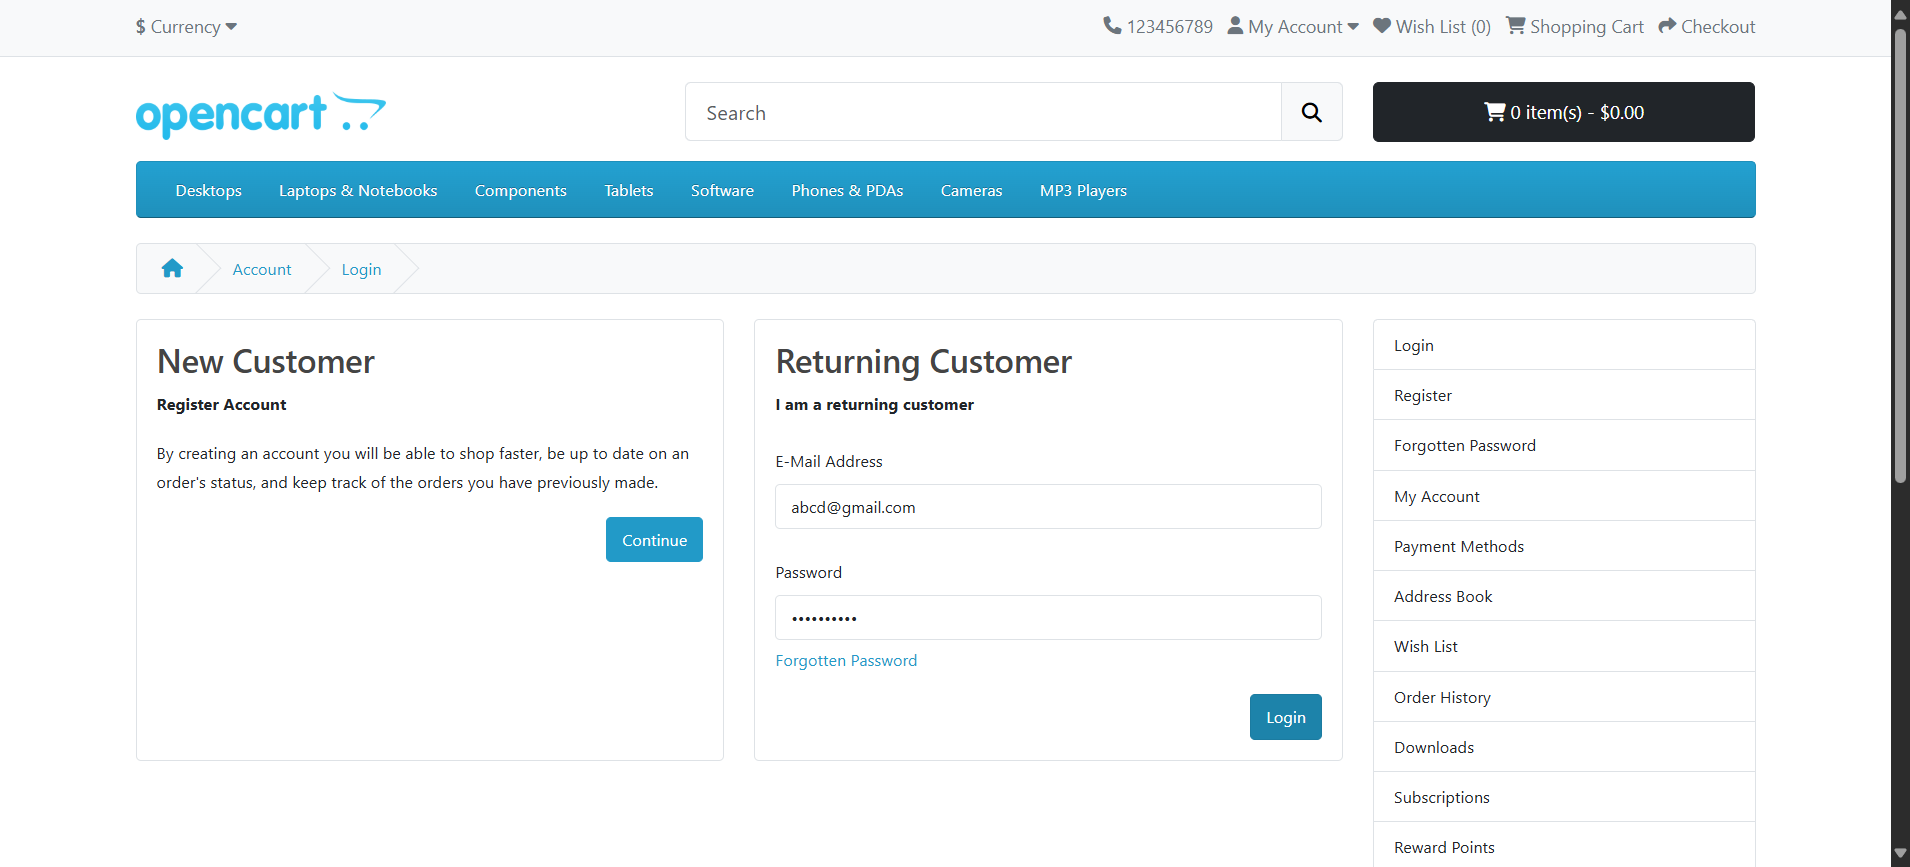 $ Currency
123456789 My Account Wish List (0) Shopping Cart Checkout
opencart
Search
0 item(s) - $0.00
Desktops Laptops & Notebooks Components Tablets Software Phones & PDAs Cameras MP3 Players
Account Login
New Customer
Register Account
By creating an account you will be able to shop faster, be up to date on an
order's status, and keep track of the orders you have previously made.
Continue
Returning Customer
I am a returning customer
E-Mail Address
abcd@gmail.com
Password
••••••••••
Forgotten Password
Login
Login
Register
Forgotten Password
My Account
Payment Methods
Address Book
Wish List
Order History
Downloads
Subscriptions
Reward Points